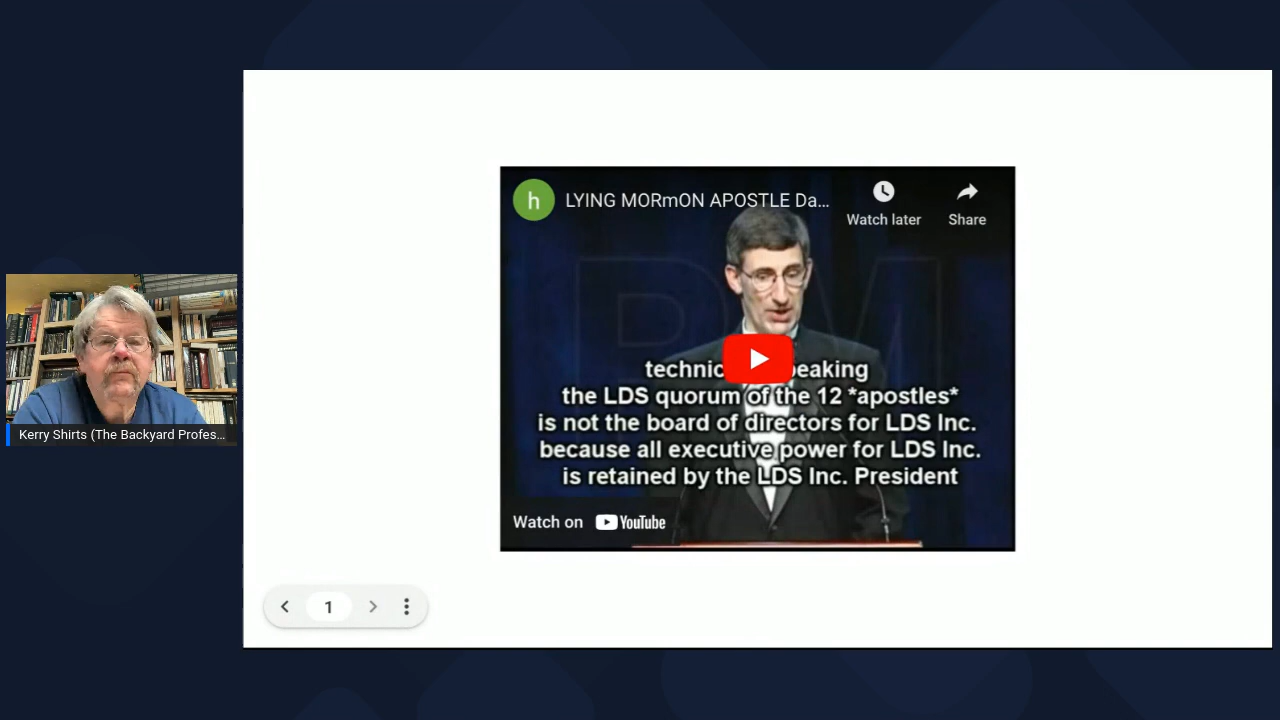 h
LYING MORmON APOSTLE Da...
Watch later
Share
the LDS quorum of the 12 *apostles*
is not the board of directors for LDS Inc.
because all executive power for LDS Inc.
is retained by the LDS Inc. President
Watch on YouTube
Kerry Shirts (The Backyard Profes...
1